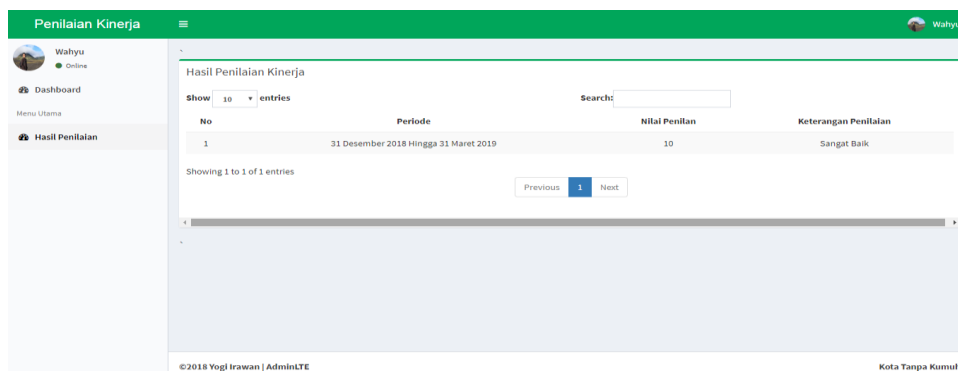 Penilaian Kinerja
Wahyu
Wahyu
Online
Dashboard
Menu Utama
Hasil Penilaian
Hasil Penilaian Kinerja
Show 10 entries Search:
No Periode Nilai Penilan Keterangan Penilaian
1 31 Desember 2018 Hingga 31 Maret 2019 10 Sangat Baik
Showing 1 to 1 of 1 entries
Previous 1 Next
©2018 Yogi Irawan | AdminLTE Kota Tanpa Kumuh